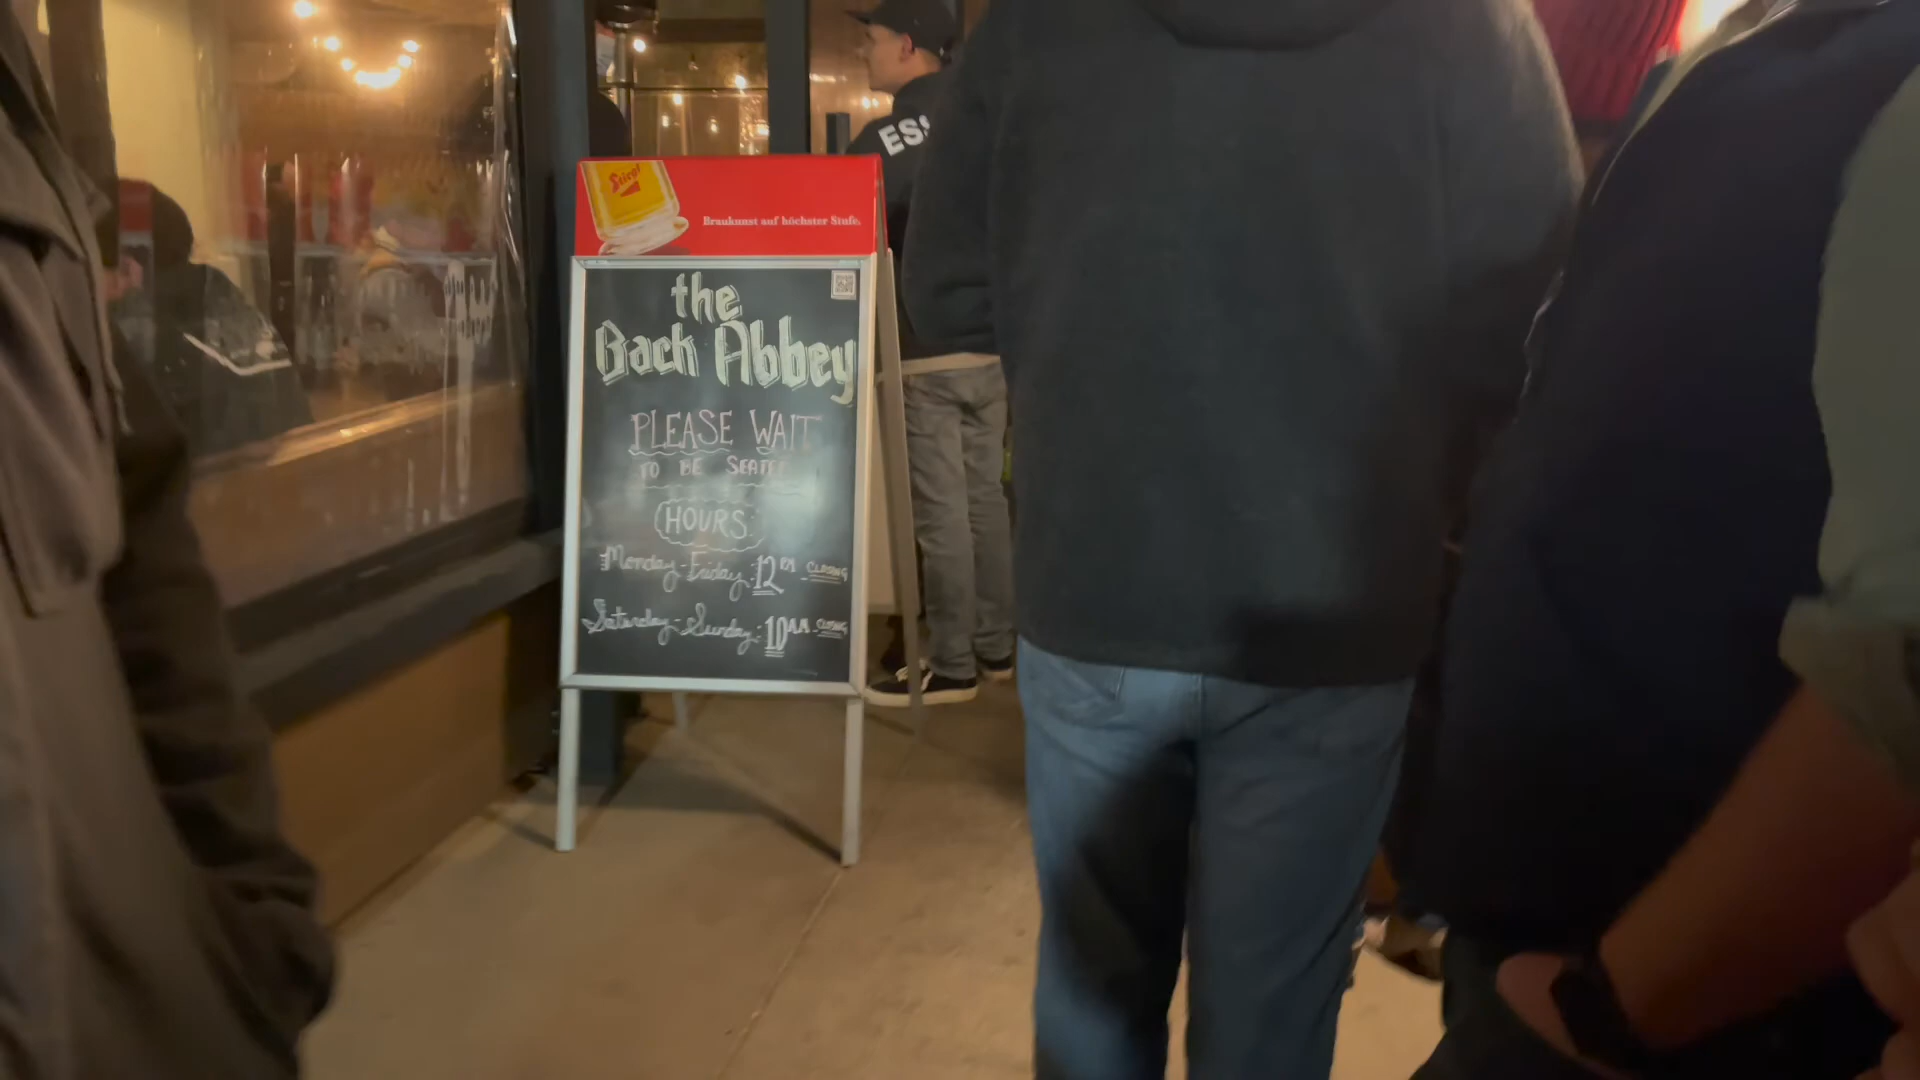 ESS
Stiegl
Braukunst auf höchster Stufe.
the
Back Abbey
PLEASE WAIT
TO BE SEATED
HOURS:
Monday-Friday: 12PM - CLOSING
Saturday-Sunday: 10AM - CLOSING